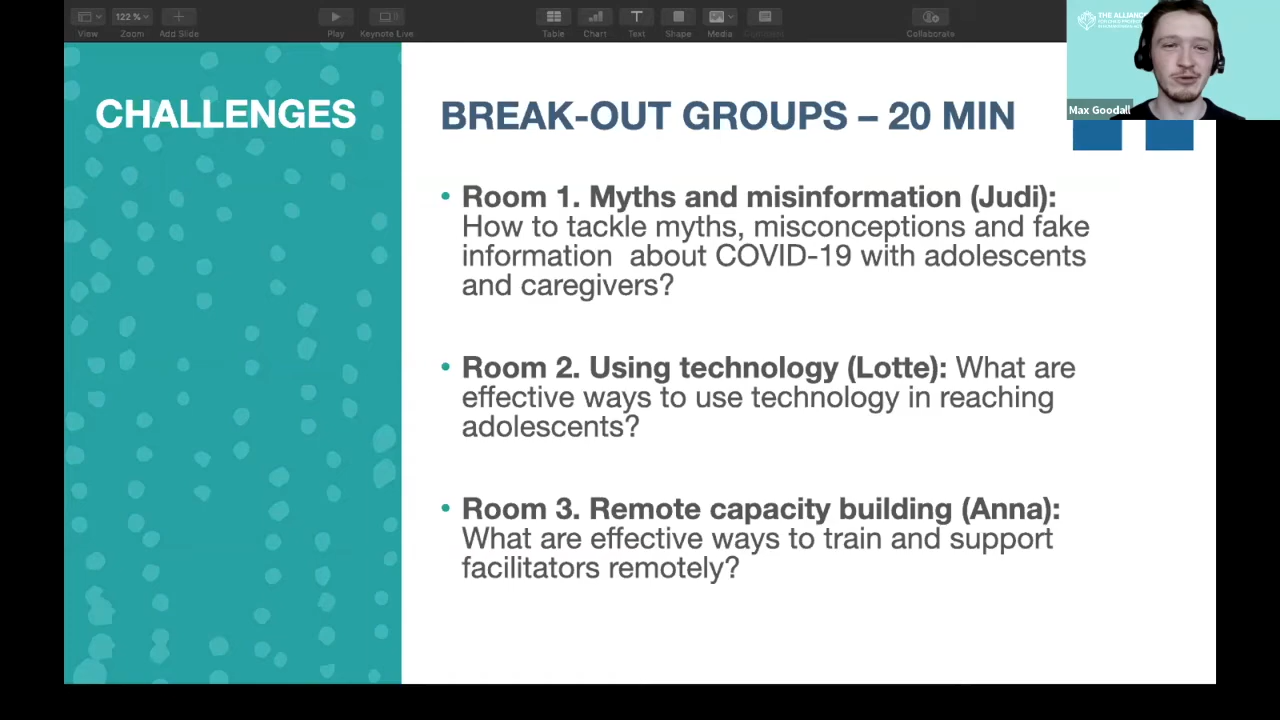 View
122 %
Zoom
Add Slide
Play
Keynote Live
Table
Chart
Text
Shape
Media
Collaborate
THE ALLIANCE
Max Goodall
CHALLENGES
BREAK-OUT GROUPS – 20 MIN
• Room 1. Myths and misinformation (Judi):
How to tackle myths, misconceptions and fake
information about COVID-19 with adolescents
and caregivers?
• Room 2. Using technology (Lotte): What are
effective ways to use technology in reaching
adolescents?
• Room 3. Remote capacity building (Anna):
What are effective ways to train and support
facilitators remotely?